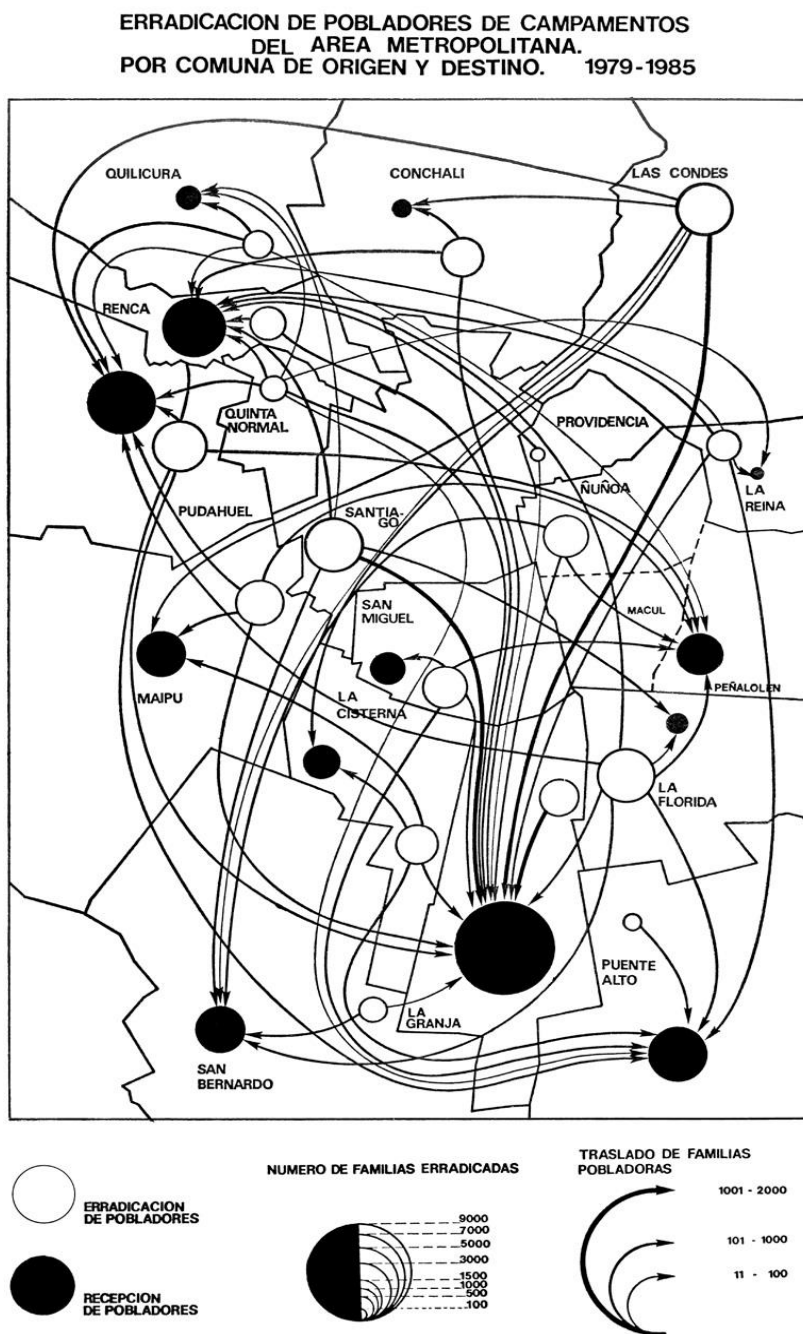 ERRADICACION DE POBLADORES DE CAMPAMENTOS
DEL AREA METROPOLITANA.
POR COMUNA DE ORIGEN Y DESTINO. 1979-1985
QUILICURA
CONCHALI
LAS CONDES
RENCA
QUINTA
NORMAL
PROVIDENCIA
ÑUÑOA
LA
REINA
PUDAHUEL
SANTIA-
GO
SAN
MIGUEL
MACUL
PEÑALOLEN
MAIPU
LA
CISTERNA
LA
FLORIDA
PUENTE
ALTO
LA
GRANJA
SAN
BERNARDO
ERRADICACION
DE POBLADORES
RECEPCION
DE POBLADORES
NUMERO DE FAMILIAS ERRADICADAS
9000
7000
5000
3000
1500
1000
500
100
TRASLADO DE FAMILIAS
POBLADORAS
1001 - 2000
101 - 1000
11 - 100